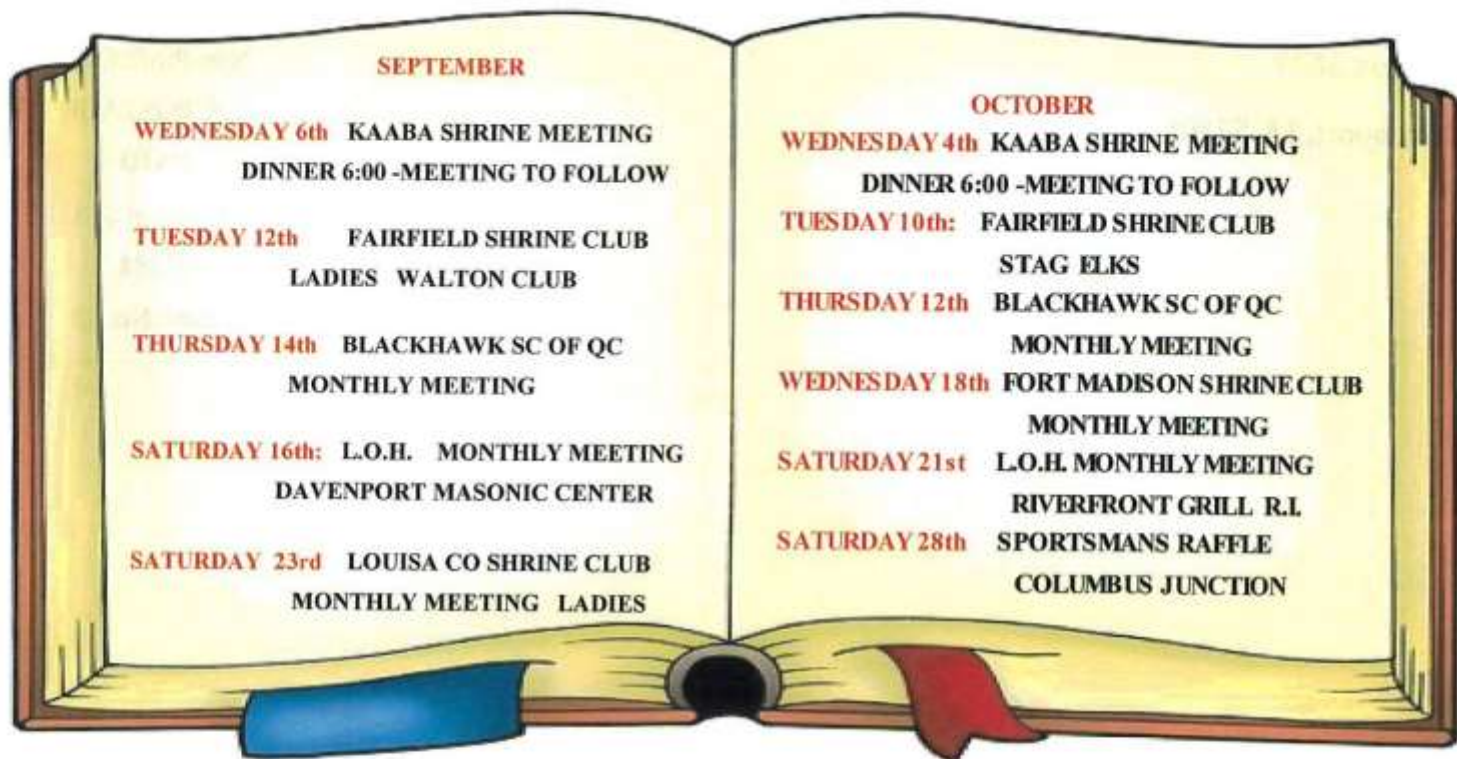 SEPTEMBER
WEDNESDAY 6th KAABA SHRINE MEETING
DINNER 6:00 -MEETING TO FOLLOW
TUESDAY 12th FAIRFIELD SHRINE CLUB
LADIES WALTON CLUB
THURSDAY 14th BLACKHAWK SC OF QC
MONTHLY MEETING
SATURDAY 16th: L.O.H. MONTHLY MEETING
DAVENPORT MASONIC CENTER
SATURDAY 23rd LOUISA CO SHRINE CLUB
MONTHLY MEETING LADIES
OCTOBER
WEDNESDAY 4th KAABA SHRINE MEETING
DINNER 6:00 -MEETING TO FOLLOW
TUESDAY 10th: FAIRFIELD SHRINE CLUB
STAG ELKS
THURSDAY 12th BLACKHAWK SC OF QC
MONTHLY MEETING
WEDNESDAY 18th FORT MADISON SHRINE CLUB
MONTHLY MEETING
SATURDAY 21st L.O.H. MONTHLY MEETING
RIVERFRONT GRILL R.I.
SATURDAY 28th SPORTSMANS RAFFLE
COLUMBUS JUNCTION